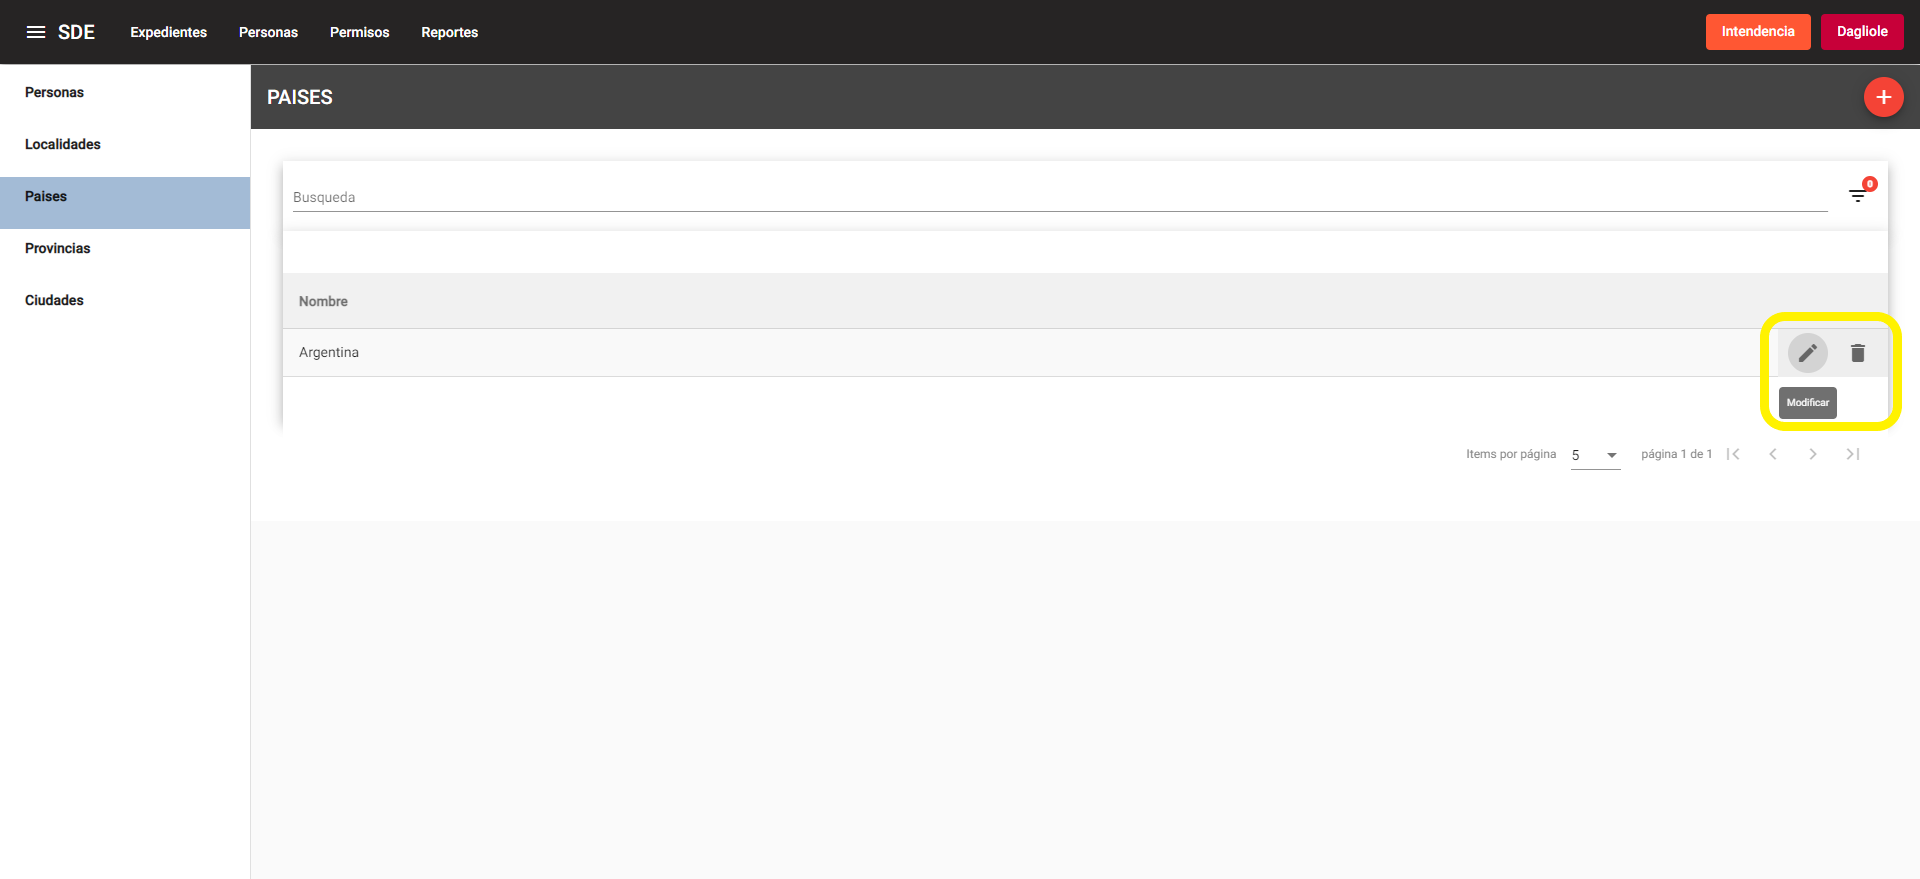 SDE Expedientes Personas Permisos Reportes Intendencia Dagliole
Personas
Localidades
Paises
Provincias
Ciudades
PAISES
Busqueda
0
Nombre
Argentina
Modificar
Items por página 5 página 1 de 1